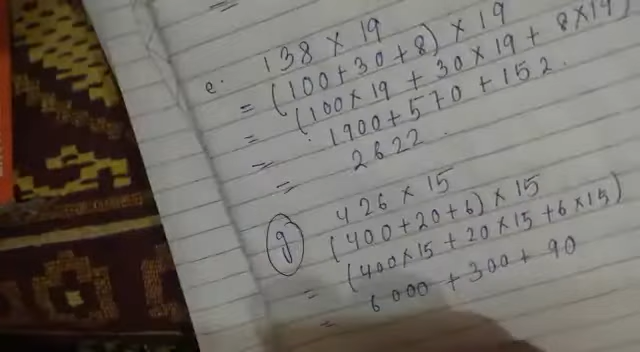 =
e. 138 × 19
= (100+30+8) × 19
= (100×19 + 30×19 + 8×19)
= 1900+570+152.
= 2622.
g 426 × 15
(400+20+6) × 15
= (400×15 + 20×15 + 6×15)
= 6000 + 300 + 90